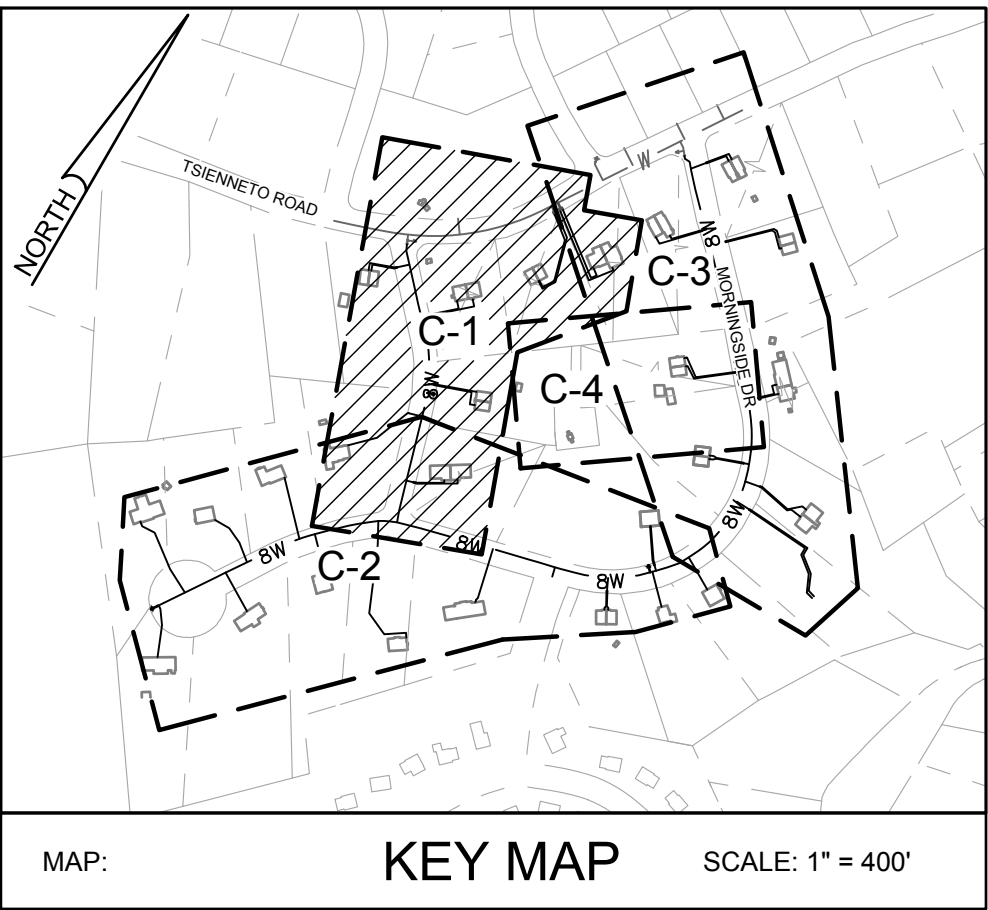 NORTH
TSIENNETO ROAD
W
8W
C-3
MORNINGSIDE DR
C-1
8W
C-4
8W
8W
8W
C-2
8W
MAP:
KEY MAP
SCALE: 1" = 400'